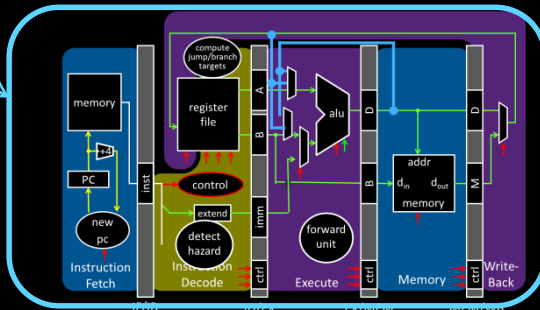 compute
jump/branch
targets
memory
register
file
A
B
alu
D
D
+4
PC
inst
control
addr
din dout
memory
B
M
new
pc
extend
imm
detect
hazard
forward
unit
ctrl
ctrl
ctrl
Instruction
Fetch
Instruction
Decode
Execute
Memory
Write-
Back